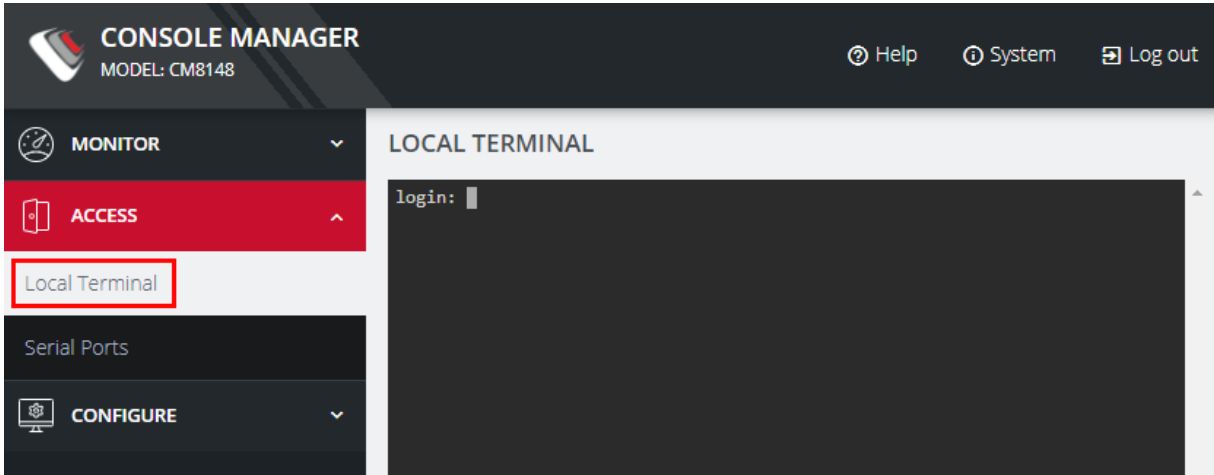 CONSOLE MANAGER
MODEL: CM8148
Help
System
Log out
MONITOR
ACCESS
Local Terminal
Serial Ports
CONFIGURE
LOCAL TERMINAL
login: